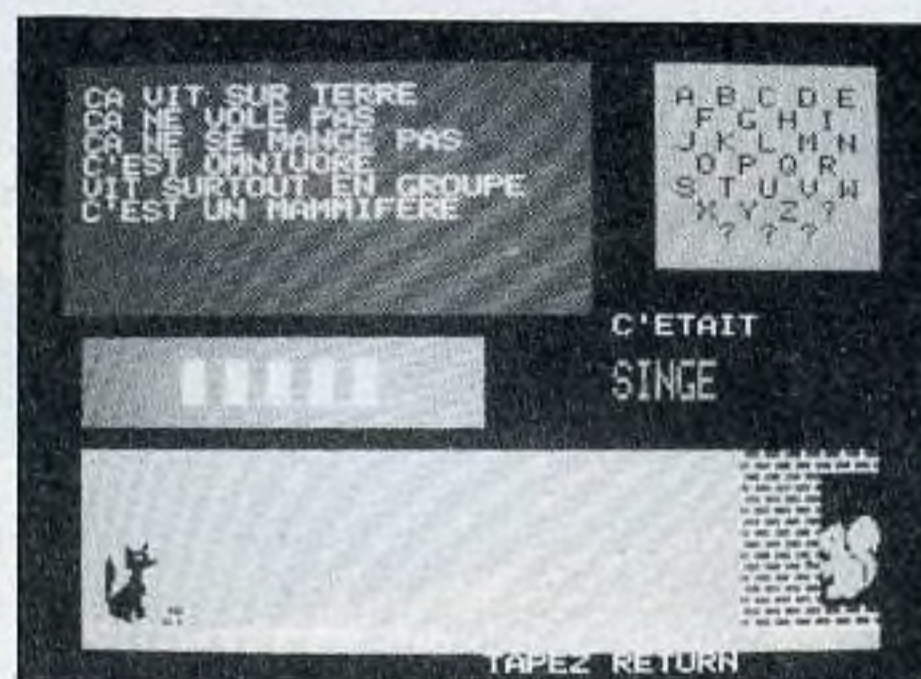 CA VIT SUR TERRE
CA NE VOLE PAS
CA NE SE MANGE PAS
C'EST OMNIVORE
VIT SURTOUT EN GROUPE
C'EST UN MAMMIFERE
A B C D E
F G H I
J K L M N
O P Q R
S T U V W
X Y Z ?
? ? ?
C'ETAIT
SINGE
TAPEZ RETURN